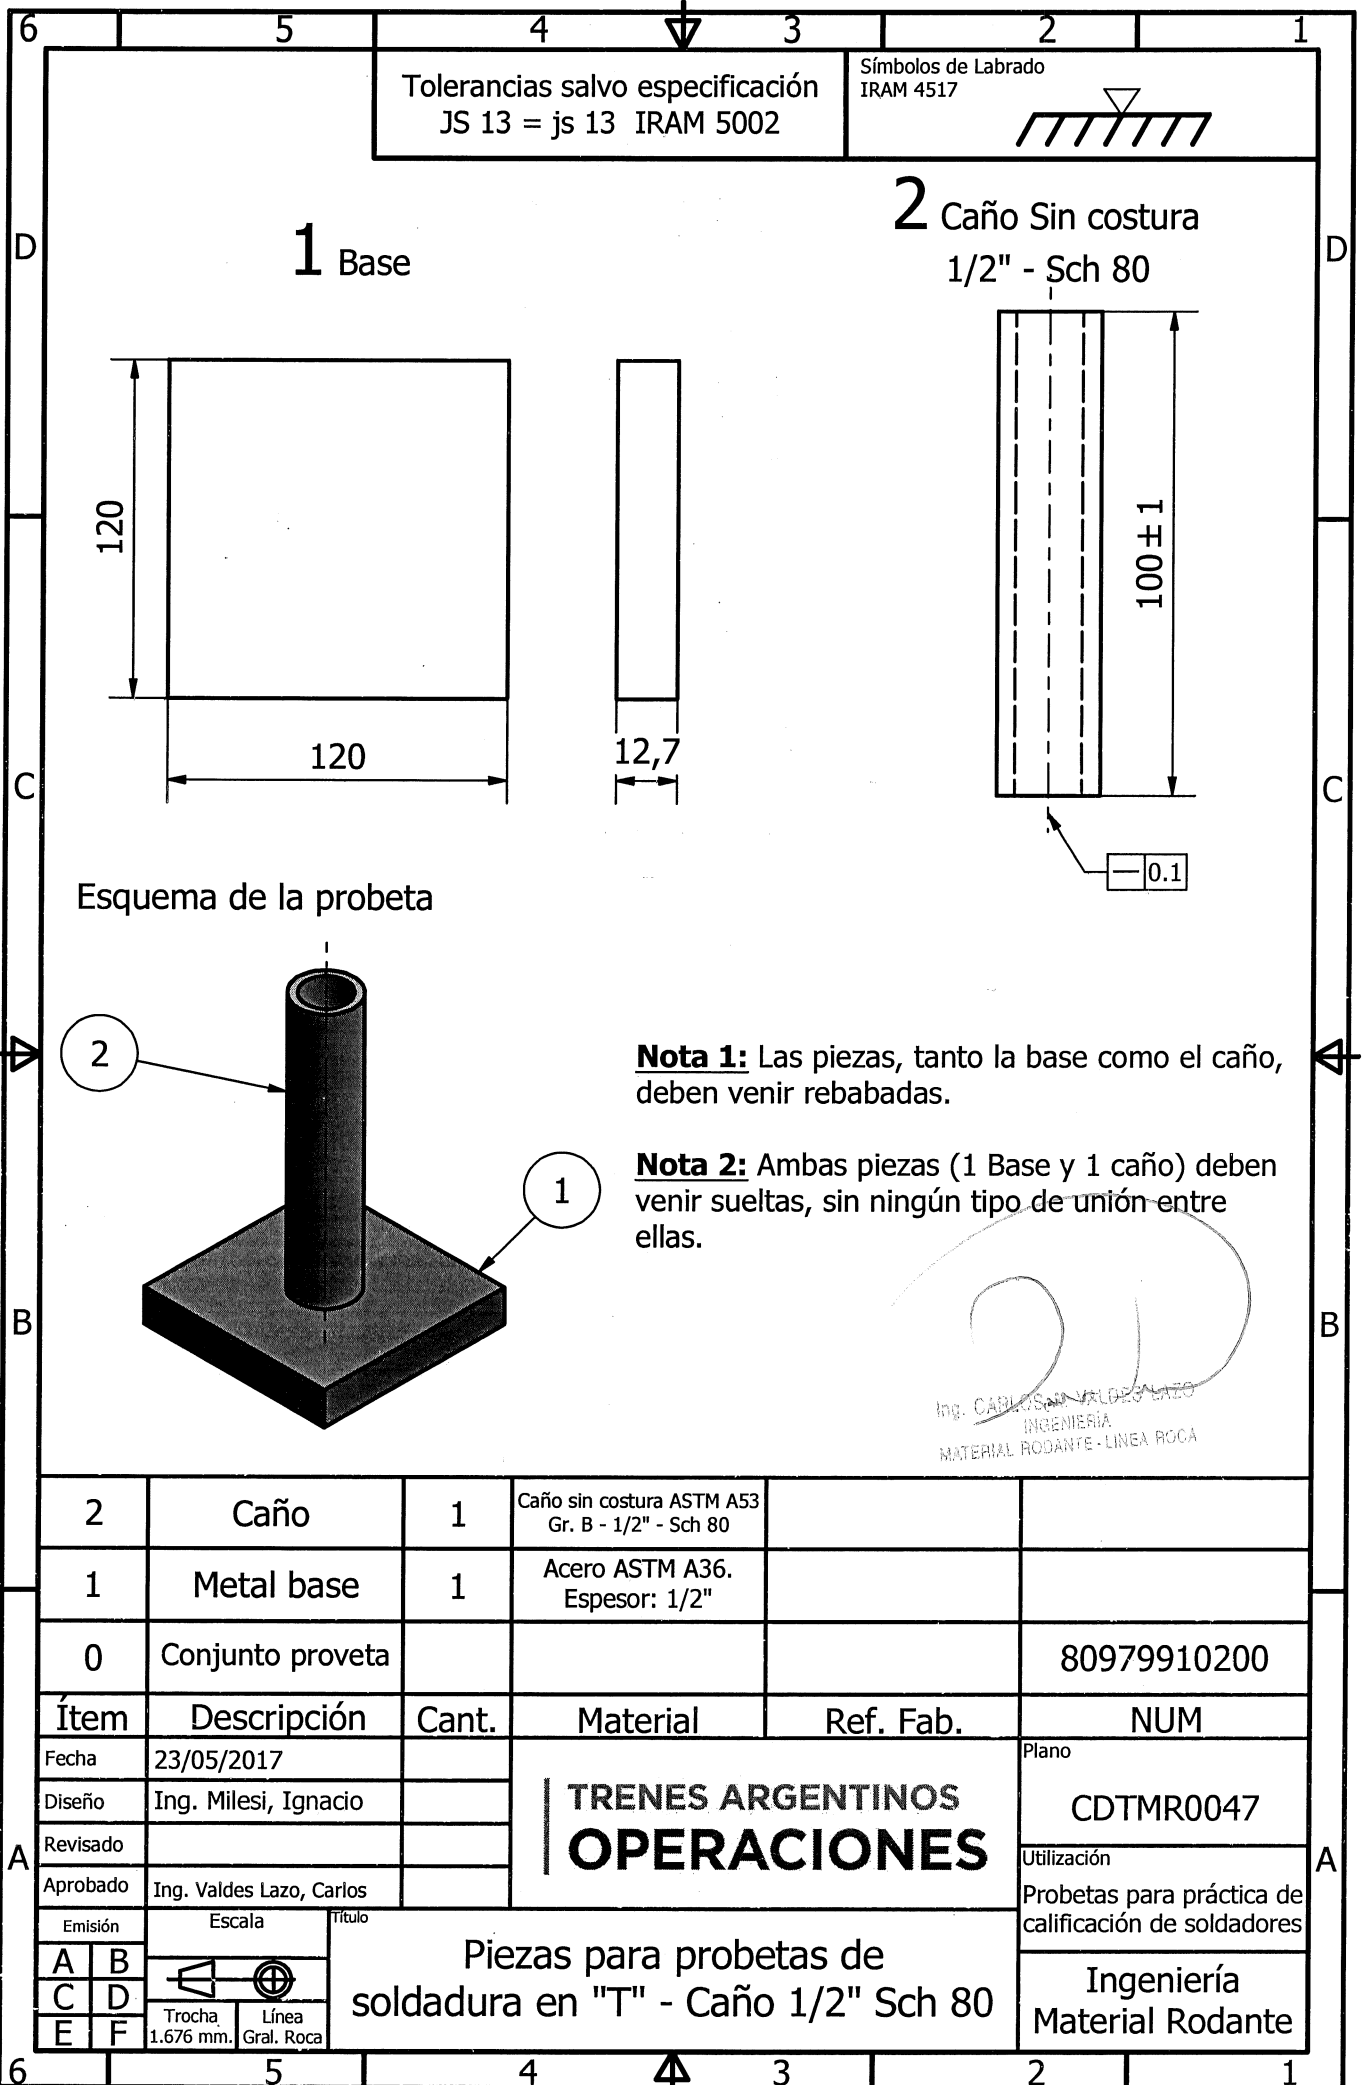 6 5 4 3 2 1
Tolerancias salvo especificación
JS 13 = js 13 IRAM 5002
Símbolos de Labrado
IRAM 4517
D
D
1 Base
2 Caño Sin costura
1/2" - Sch 80
120
120
12,7
100± 1
0.1
C
C
Esquema de la probeta
2
1
Nota 1: Las piezas, tanto la base como el caño,
deben venir rebabadas.
Nota 2: Ambas piezas (1 Base y 1 caño) deben
venir sueltas, sin ningún tipo de unión entre
ellas.
B
B
Ing. CARLOS M. VALDES LAZO
INGENIERÍA
MATERIAL RODANTE - LINEA ROCA
2 Caño 1 Caño sin costura ASTM A53
Gr. B - 1/2" - Sch 80
1 Metal base 1 Acero ASTM A36.
Espesor: 1/2"
0 Conjunto proveta 80979910200
Ítem Descripción Cant. Material Ref. Fab. NUM
Fecha 23/05/2017
Diseño Ing. Milesi, Ignacio
Revisado
Aprobado Ing. Valdes Lazo, Carlos
TRENES ARGENTINOS
OPERACIONES
Plano
CDTMR0047
Utilización
Probetas para práctica de
calificación de soldadores
A
A
Emisión
A B
C D
E F
Escala
Trocha
1.676 mm.
Línea
Gral. Roca
Título
Piezas para probetas de
soldadura en "T" - Caño 1/2" Sch 80
Ingeniería
Material Rodante
6 5 4 3 2 1